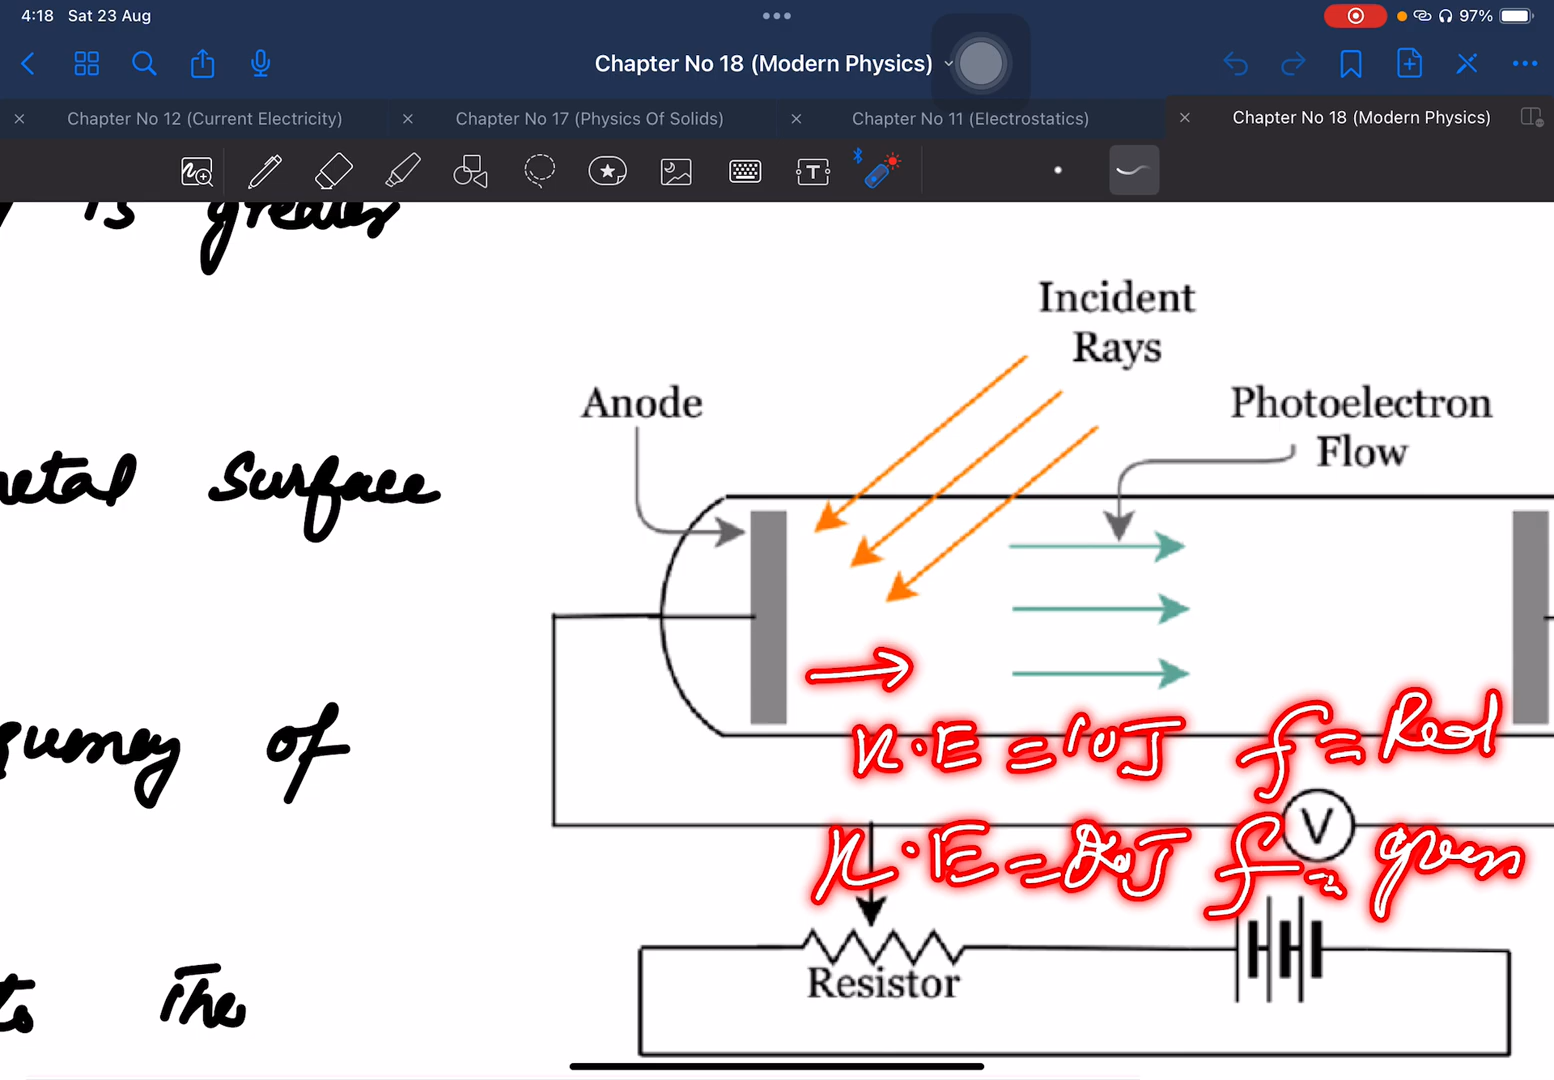 4:18 Sat 23 Aug
97%
Chapter No 18 (Modern Physics)
Chapter No 12 (Current Electricity)
Chapter No 17 (Physics Of Solids)
Chapter No 11 (Electrostatics)
Chapter No 18 (Modern Physics)
T
is greater
Incident
Rays
Anode
Photoelectron
Flow
etal Surface
of
K.E = 10J f = Red
V
K.E = 20J f = green
Resistor
The